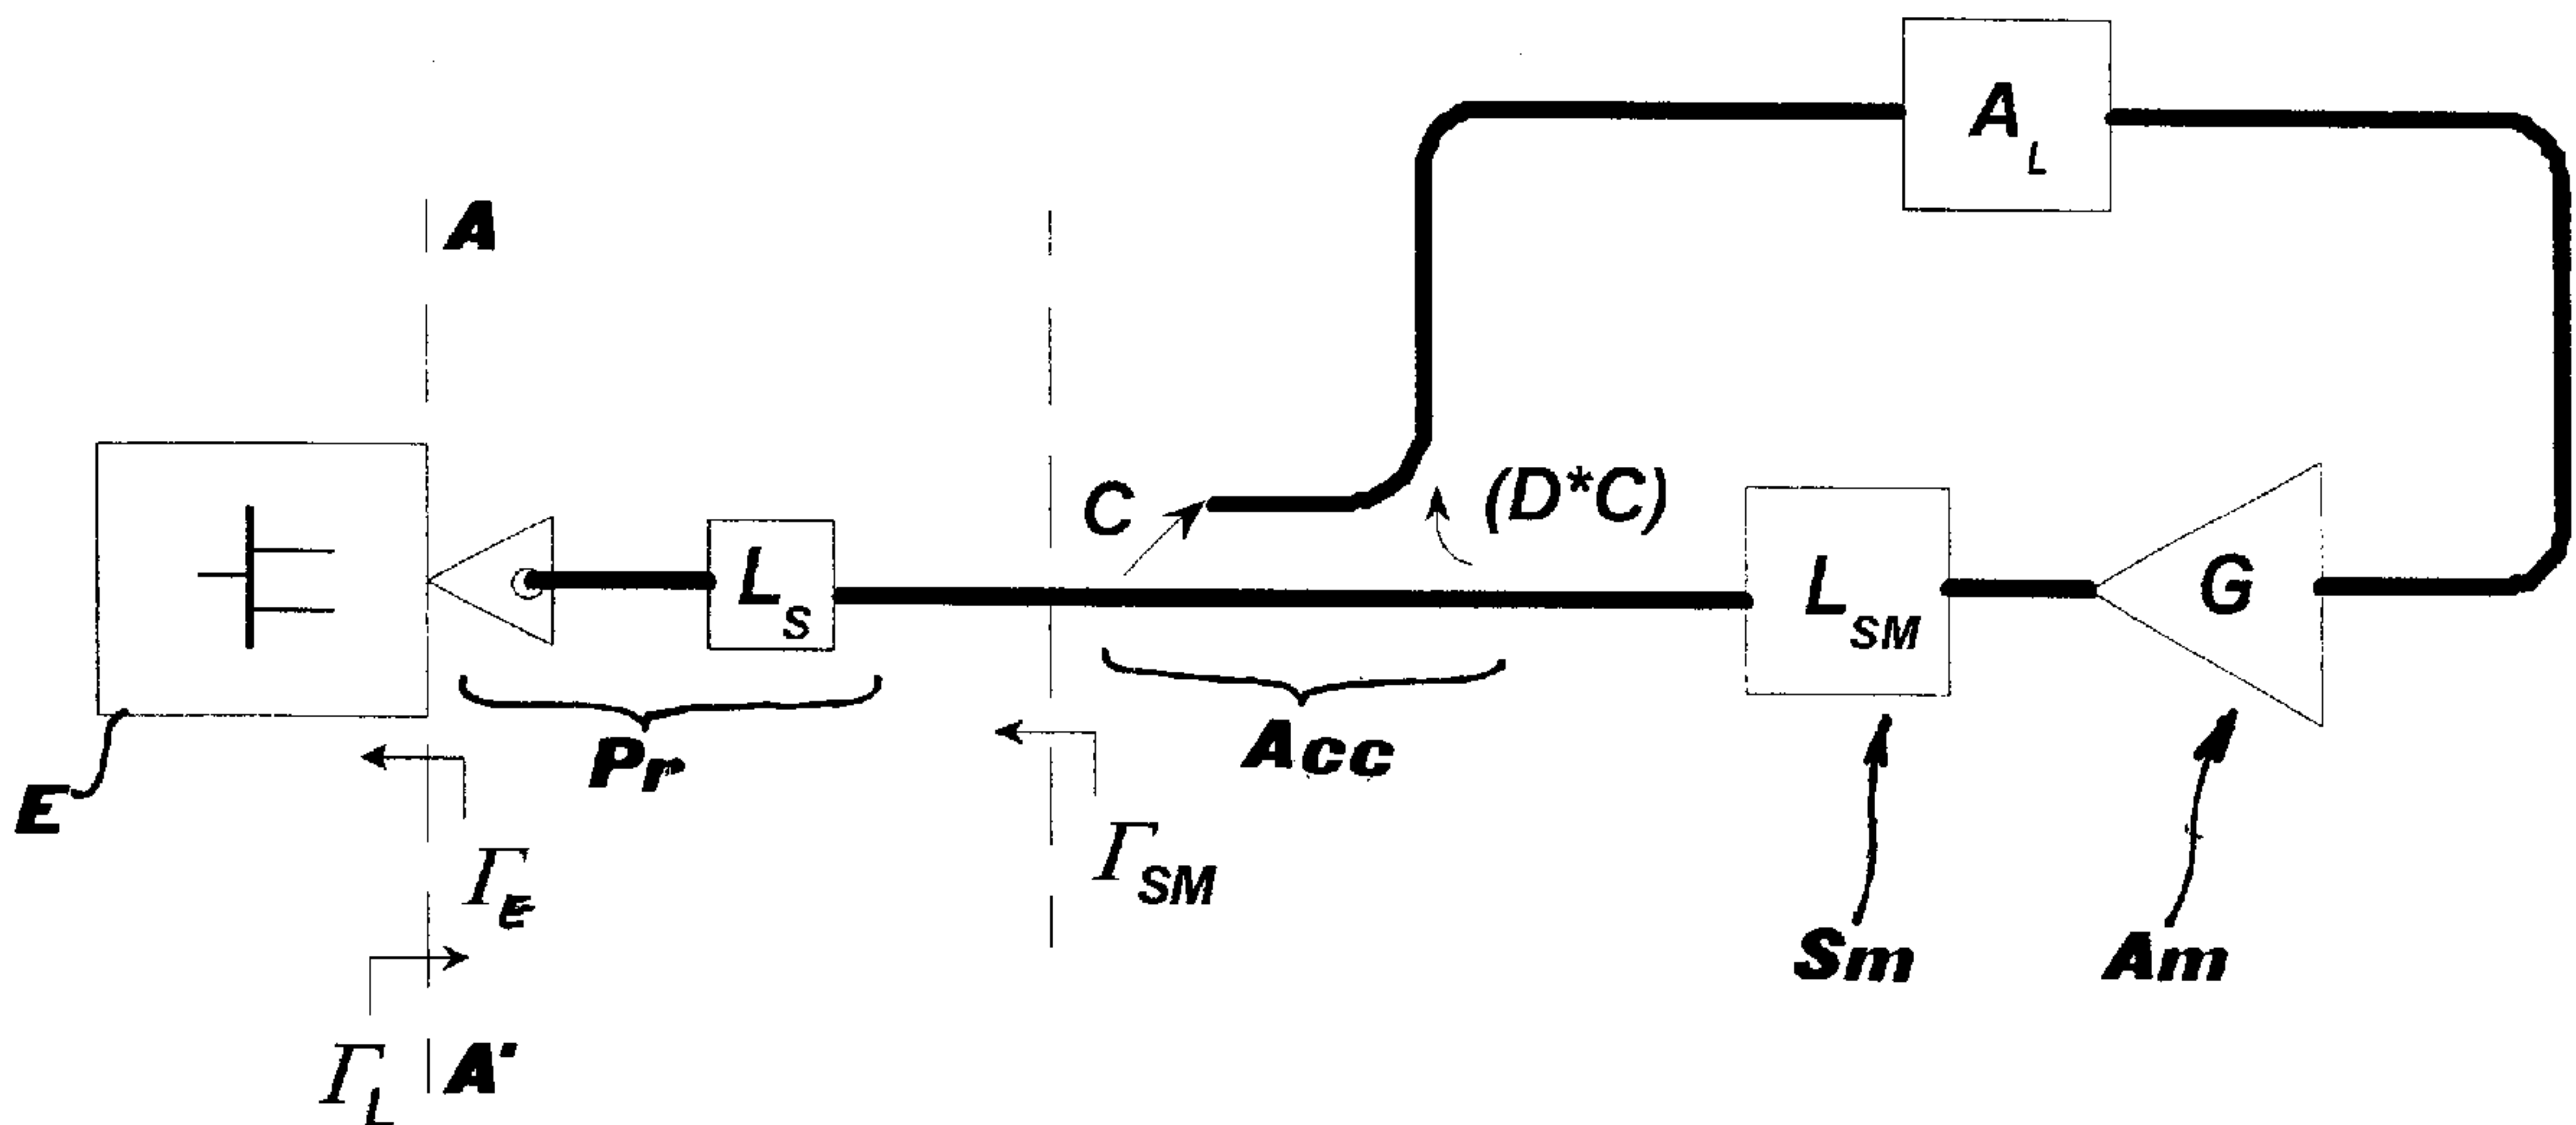 A_L
A
C
(D*C)
L_S
L_SM
G
Pr
Acc
E
Γ_E
Γ_SM
Sm
Am
Γ_L
A'